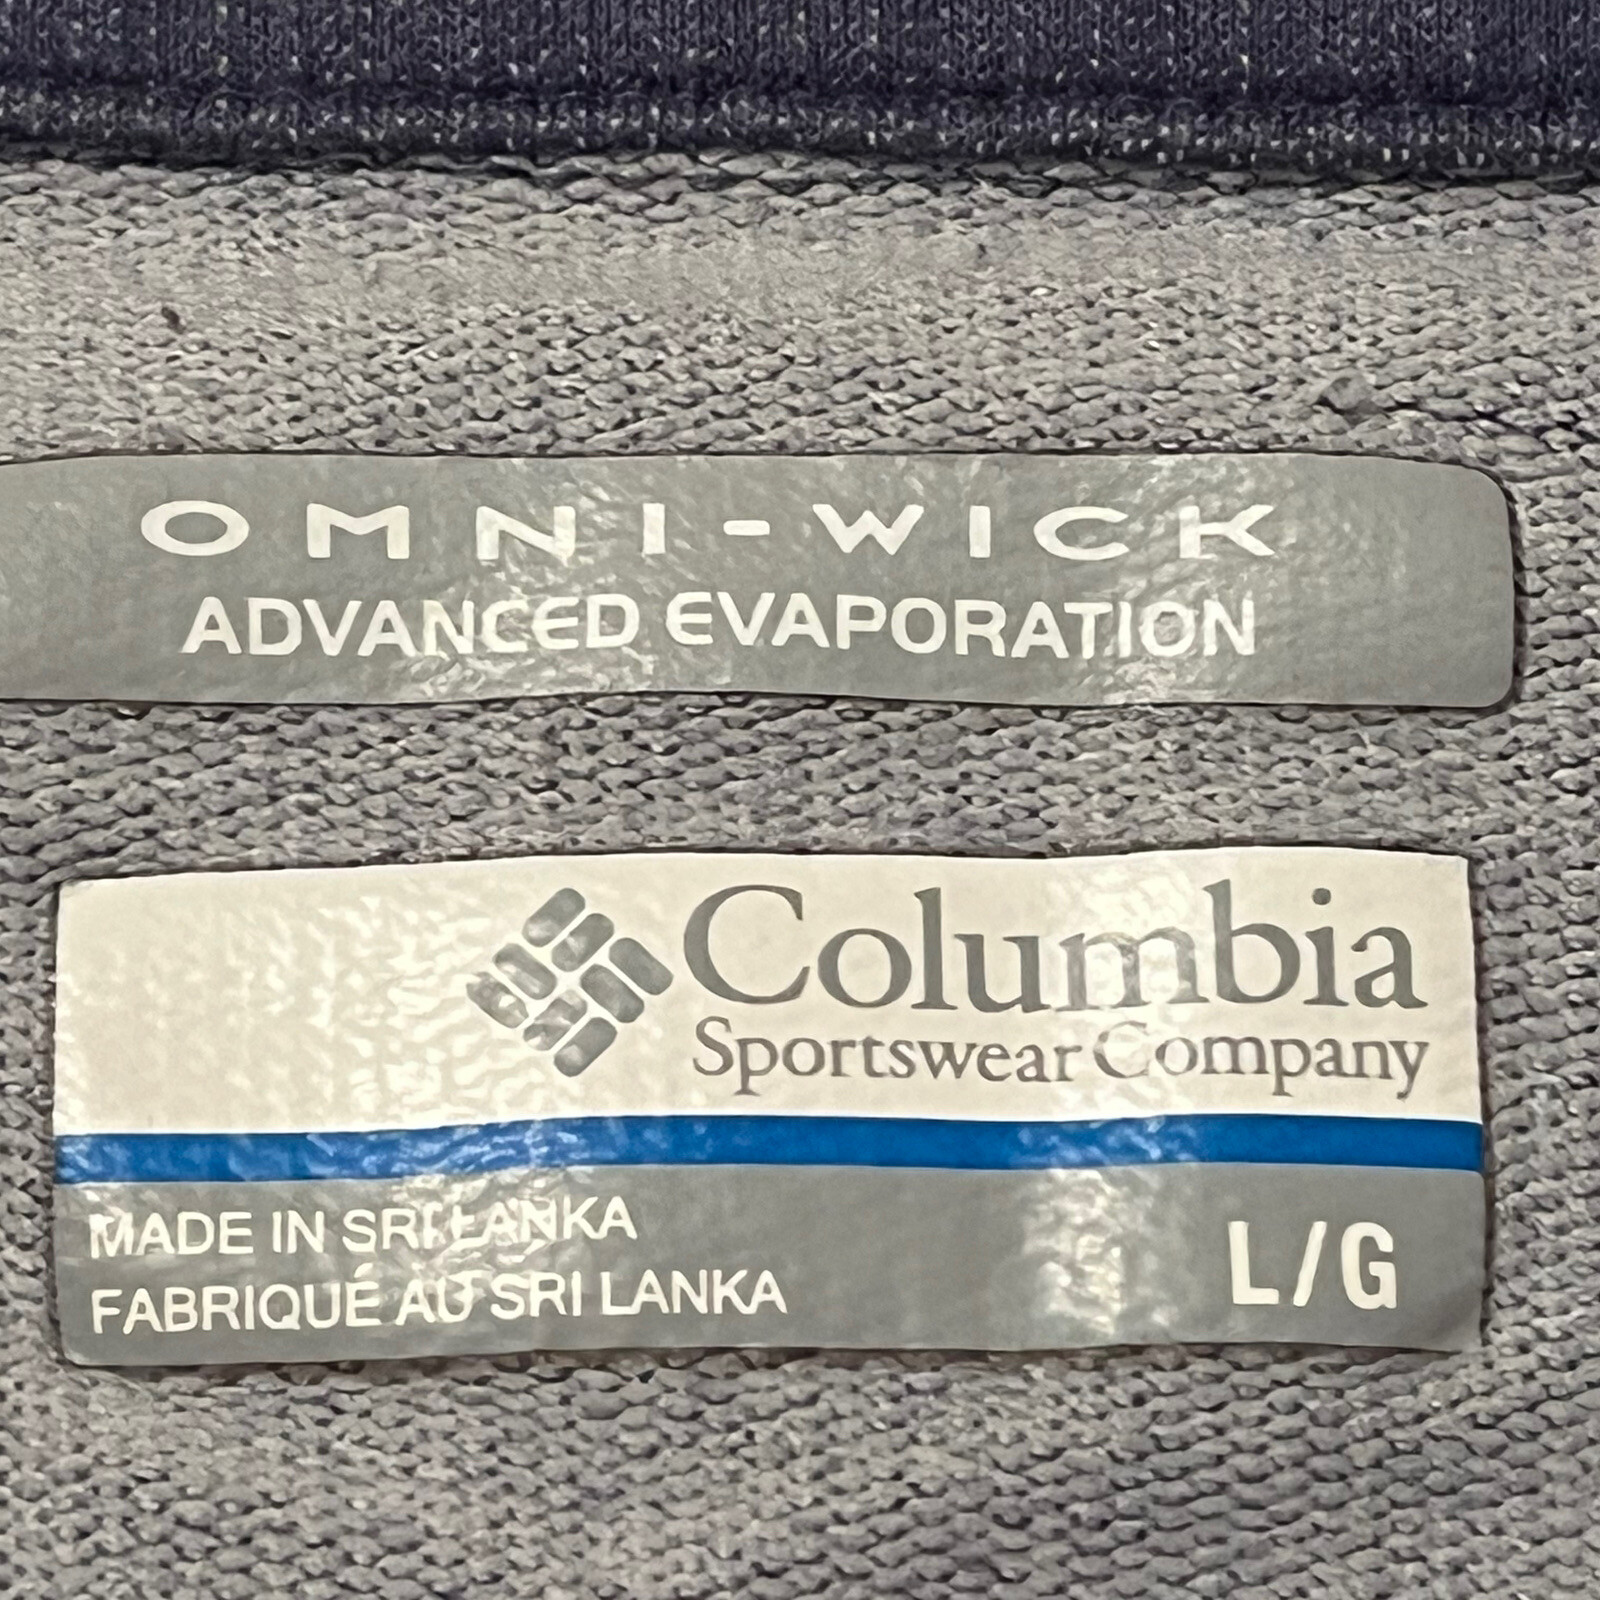 OMNI-WICK
ADVANCED EVAPORATION
Columbia
Sportswear Company
MADE IN SRI LANKA
FABRIQUÉ AU SRI LANKA
L/G